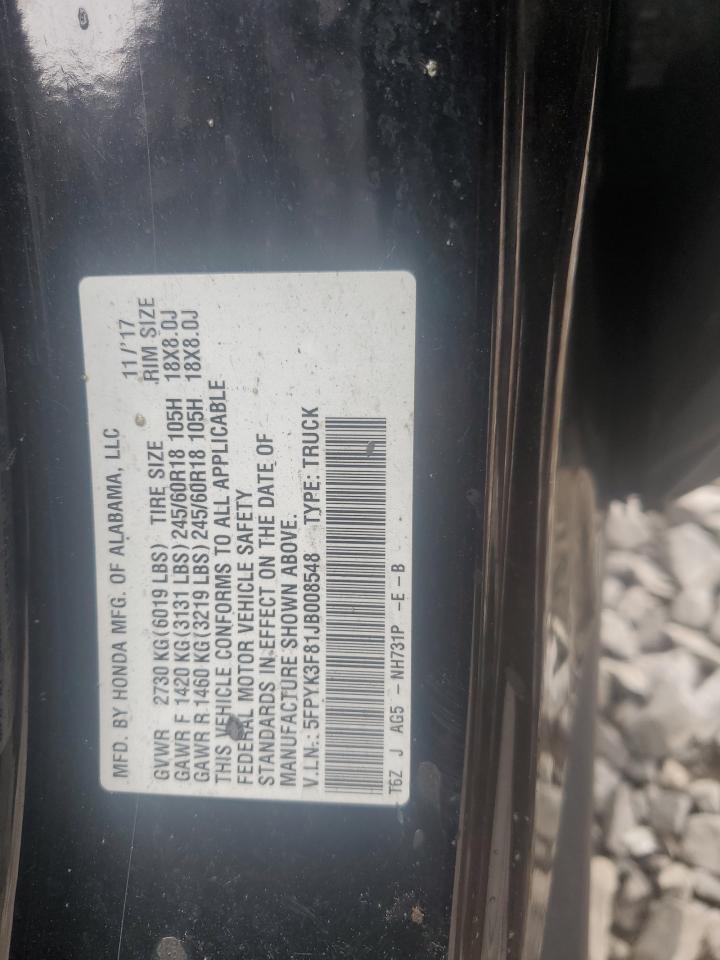 MFD. BY HONDA MFG. OF ALABAMA, LLC 11/'17
GVWR 2730 KG(6019 LBS) TIRE SIZE RIM SIZE
GAWR F 1420 KG(3131 LBS)245/60R18 105H 18X8.0J
GAWR R 1460 KG(3219 LBS)245/60R18 105H 18X8.0J
THIS VEHICLE CONFORMS TO ALL APPLICABLE
FEDERAL MOTOR VEHICLE SAFETY
STANDARDS IN EFFECT ON THE DATE OF
MANUFACTURE SHOWN ABOVE.
V.I.N.: 5FPYK3F81JB008548 TYPE: TRUCK
T6Z J AG5 - NH731P -E -B